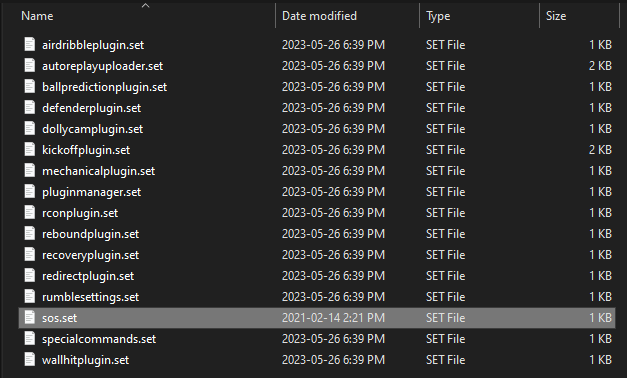 Name Date modified Type Size
airdribbleplugin.set 2023-05-26 6:39 PM SET File 1 KB
autoreplayuploader.set 2023-05-26 6:39 PM SET File 2 KB
ballpredictionplugin.set 2023-05-26 6:39 PM SET File 1 KB
defenderplugin.set 2023-05-26 6:39 PM SET File 1 KB
dollycamplugin.set 2023-05-26 6:39 PM SET File 1 KB
kickoffplugin.set 2023-05-26 6:39 PM SET File 2 KB
mechanicalplugin.set 2023-05-26 6:39 PM SET File 1 KB
pluginmanager.set 2023-05-26 6:39 PM SET File 1 KB
rconplugin.set 2023-05-26 6:39 PM SET File 1 KB
reboundplugin.set 2023-05-26 6:39 PM SET File 1 KB
recoveryplugin.set 2023-05-26 6:39 PM SET File 1 KB
redirectplugin.set 2023-05-26 6:39 PM SET File 1 KB
rumblesettings.set 2023-05-26 6:39 PM SET File 1 KB
sos.set 2021-02-14 2:21 PM SET File 1 KB
specialcommands.set 2023-05-26 6:39 PM SET File 1 KB
wallhitplugin.set 2023-05-26 6:39 PM SET File 1 KB